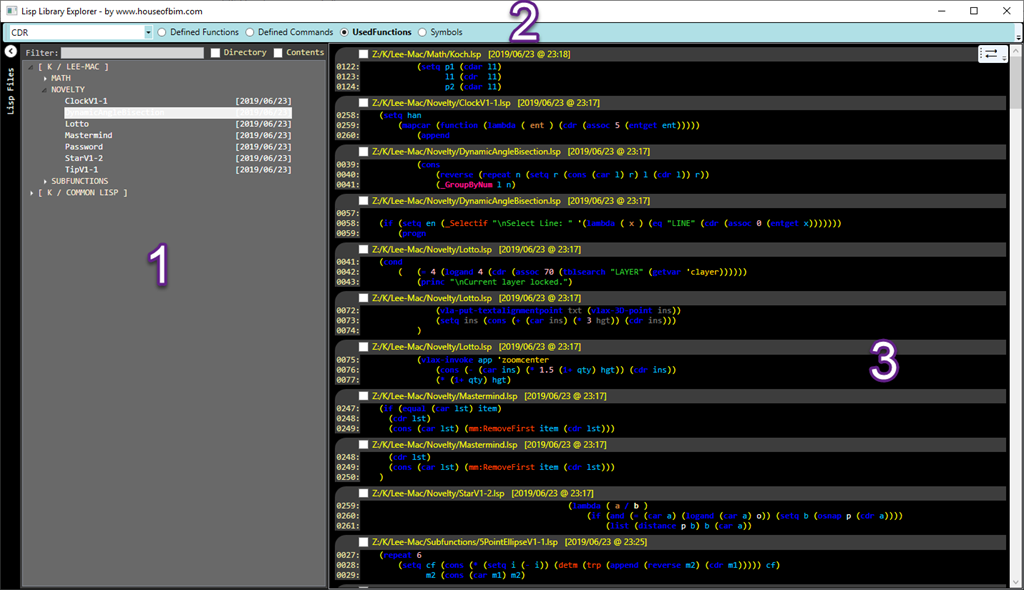 Lisp Library Explorer - by www.houseofbim.com
2
CDR Defined Functions Defined Commands UsedFunctions Symbols
Filter: Directory Contents
Lisp Files
[ K / LEE-MAC ]
MATH
NOVELTY
ClockV1-1 [2019/06/23]
Lotto [2019/06/23]
Mastermind [2019/06/23]
Password [2019/06/23]
StarV1-2 [2019/06/23]
TipV1-1 [2019/06/23]
SUBFUNCTIONS
[ K / COMMON LISP ]
1
Z:/K/Lee-Mac/Math/Koch.lsp [2019/06/23 @ 23:18]
0122: (setq p1 (cdar l1)
0123: l1 (cdr l1)
0124: p2 (cdar l1)
Z:/K/Lee-Mac/Novelty/ClockV1-1.lsp [2019/06/23 @ 23:17]
0258: (setq han
0259: (mapcar (function (lambda ( ent ) (cdr (assoc 5 (entget ent)))))
0260: (append
Z:/K/Lee-Mac/Novelty/DynamicAngleBisection.lsp [2019/06/23 @ 23:17]
0039: (cons
0040: (reverse (repeat n (setq r (cons (car l) r) l (cdr l)) r))
0041: (_GroupByNum l n)
Z:/K/Lee-Mac/Novelty/DynamicAngleBisection.lsp [2019/06/23 @ 23:17]
0057:
0058: (if (setq en (_Selectif "\nSelect Line: " '(lambda ( x ) (eq "LINE" (cdr (assoc 0 (entget x)))))))
0059: (progn
Z:/K/Lee-Mac/Novelty/Lotto.lsp [2019/06/23 @ 23:17]
0041: (cond
0042: ( (= 4 (logand 4 (cdr (assoc 70 (tblsearch "LAYER" (getvar 'clayer))))))
0043: (princ "\nCurrent layer locked.")
Z:/K/Lee-Mac/Novelty/Lotto.lsp [2019/06/23 @ 23:17]
0072: (vla-put-textalignmentpoint txt (vlax-3D-point ins))
0073: (setq ins (cons (+ (car ins) (* 3 hgt)) (cdr ins)))
0074: )
Z:/K/Lee-Mac/Novelty/Lotto.lsp [2019/06/23 @ 23:17]
0075: (vlax-invoke app 'zoomcenter
0076: (cons (- (car ins) (* 1.5 (1+ qty) hgt)) (cdr ins))
0077: (* (1+ qty) hgt)
3
Z:/K/Lee-Mac/Novelty/Mastermind.lsp [2019/06/23 @ 23:17]
0247: (if (equal (car lst) item)
0248: (cdr lst)
0249: (cons (car lst) (mm:RemoveFirst item (cdr lst)))
Z:/K/Lee-Mac/Novelty/Mastermind.lsp [2019/06/23 @ 23:17]
0248: (cdr lst)
0249: (cons (car lst) (mm:RemoveFirst item (cdr lst)))
0250: )
Z:/K/Lee-Mac/Novelty/StarV1-2.lsp [2019/06/23 @ 23:17]
0259: (lambda ( a / b )
0260: (if (and (= (car a) (logand (car a) o)) (setq b (osnap p (cdr a))))
0261: (list (distance p b) b (car a))
Z:/K/Lee-Mac/Subfunctions/5PointEllipseV1-1.lsp [2019/06/23 @ 23:25]
0027: (repeat 6
0028: (setq cf (cons (* (setq i (- i)) (detm (trp (append (reverse m2) (cdr m1))))) cf)
0029: m2 (cons (car m1) m2)